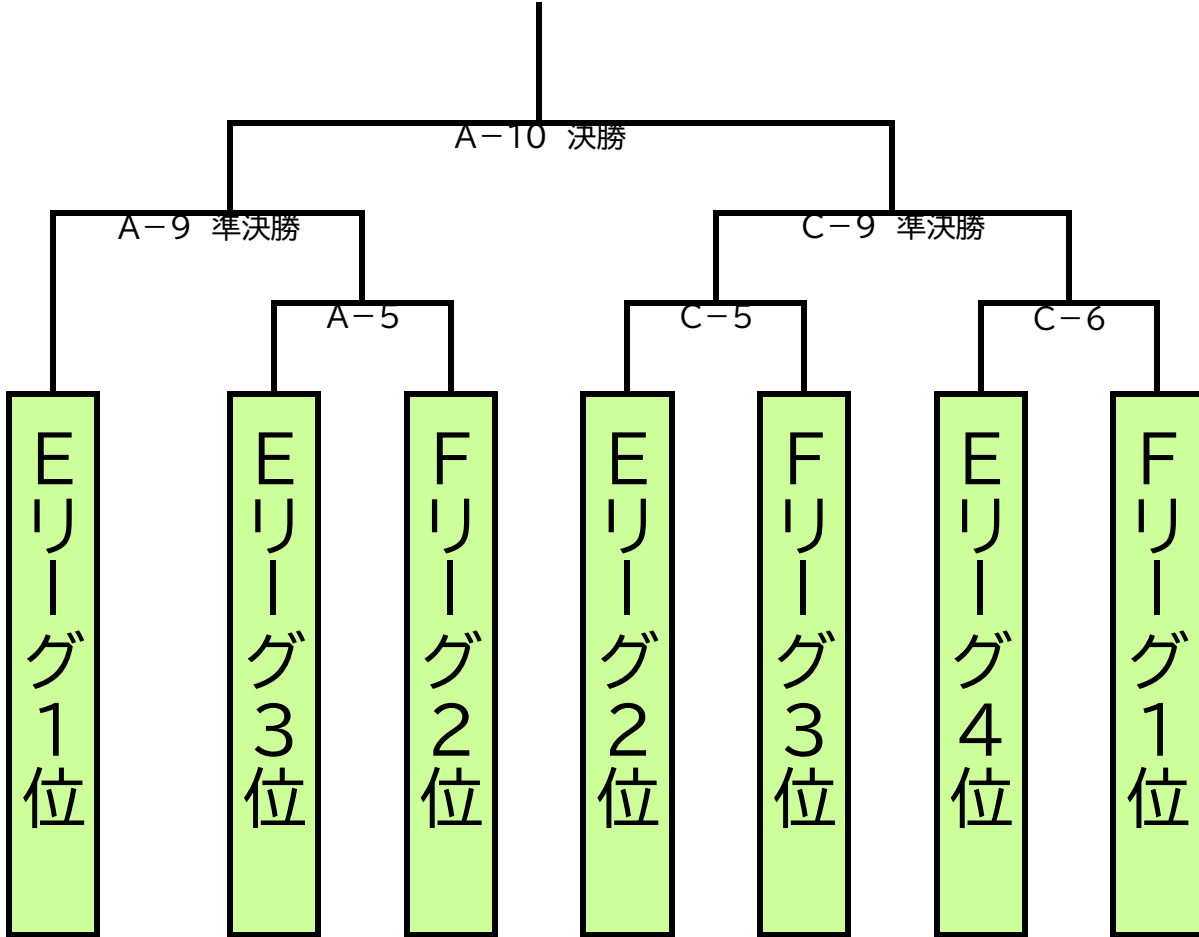 A－10 決勝
A－9 準決勝
C－9 準決勝
A－5
C－5
C－6
Eリーグ1位
Eリーグ3位
Fリーグ2位
Eリーグ2位
Fリーグ3位
Eリーグ4位
Fリーグ1位